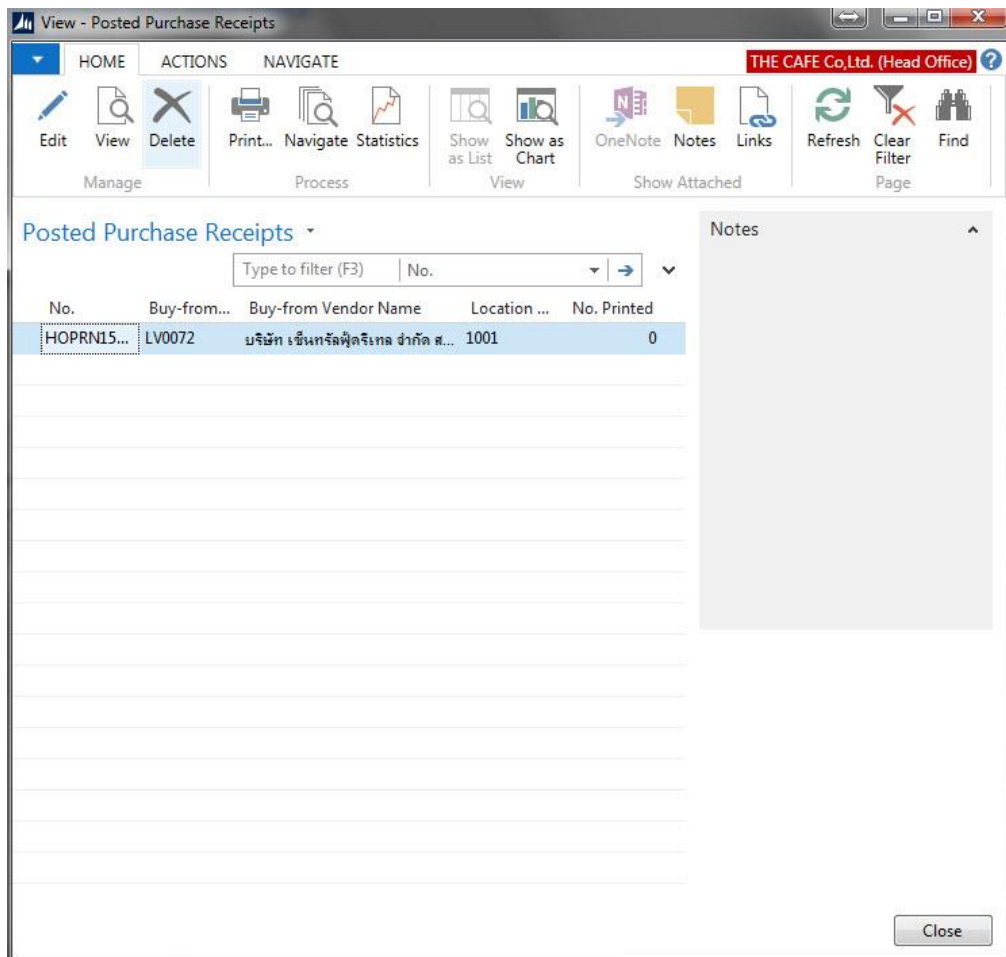 View - Posted Purchase Receipts
HOME ACTIONS NAVIGATE THE CAFE Co,Ltd. (Head Office)
Edit View Delete Print... Navigate Statistics Show as List Show as Chart OneNote Notes Links Refresh Clear Filter Find
Manage Process View Show Attached Page
Posted Purchase Receipts
Notes
Type to filter (F3) No.
No. Buy-from... Buy-from Vendor Name Location ... No. Printed
HOPRN15... LV0072 บริษัท เซ็นทรัลฟู้ดรีเทล จำกัด ส... 1001 0
Close